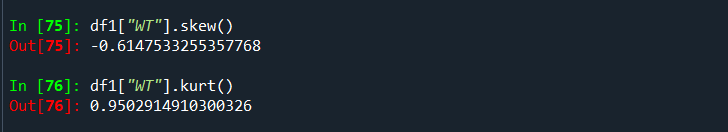 In [75]: df1["WT"].skew()
Out[75]: -0.6147533255357768
In [76]: df1["WT"].kurt()
Out[76]: 0.9502914910300326